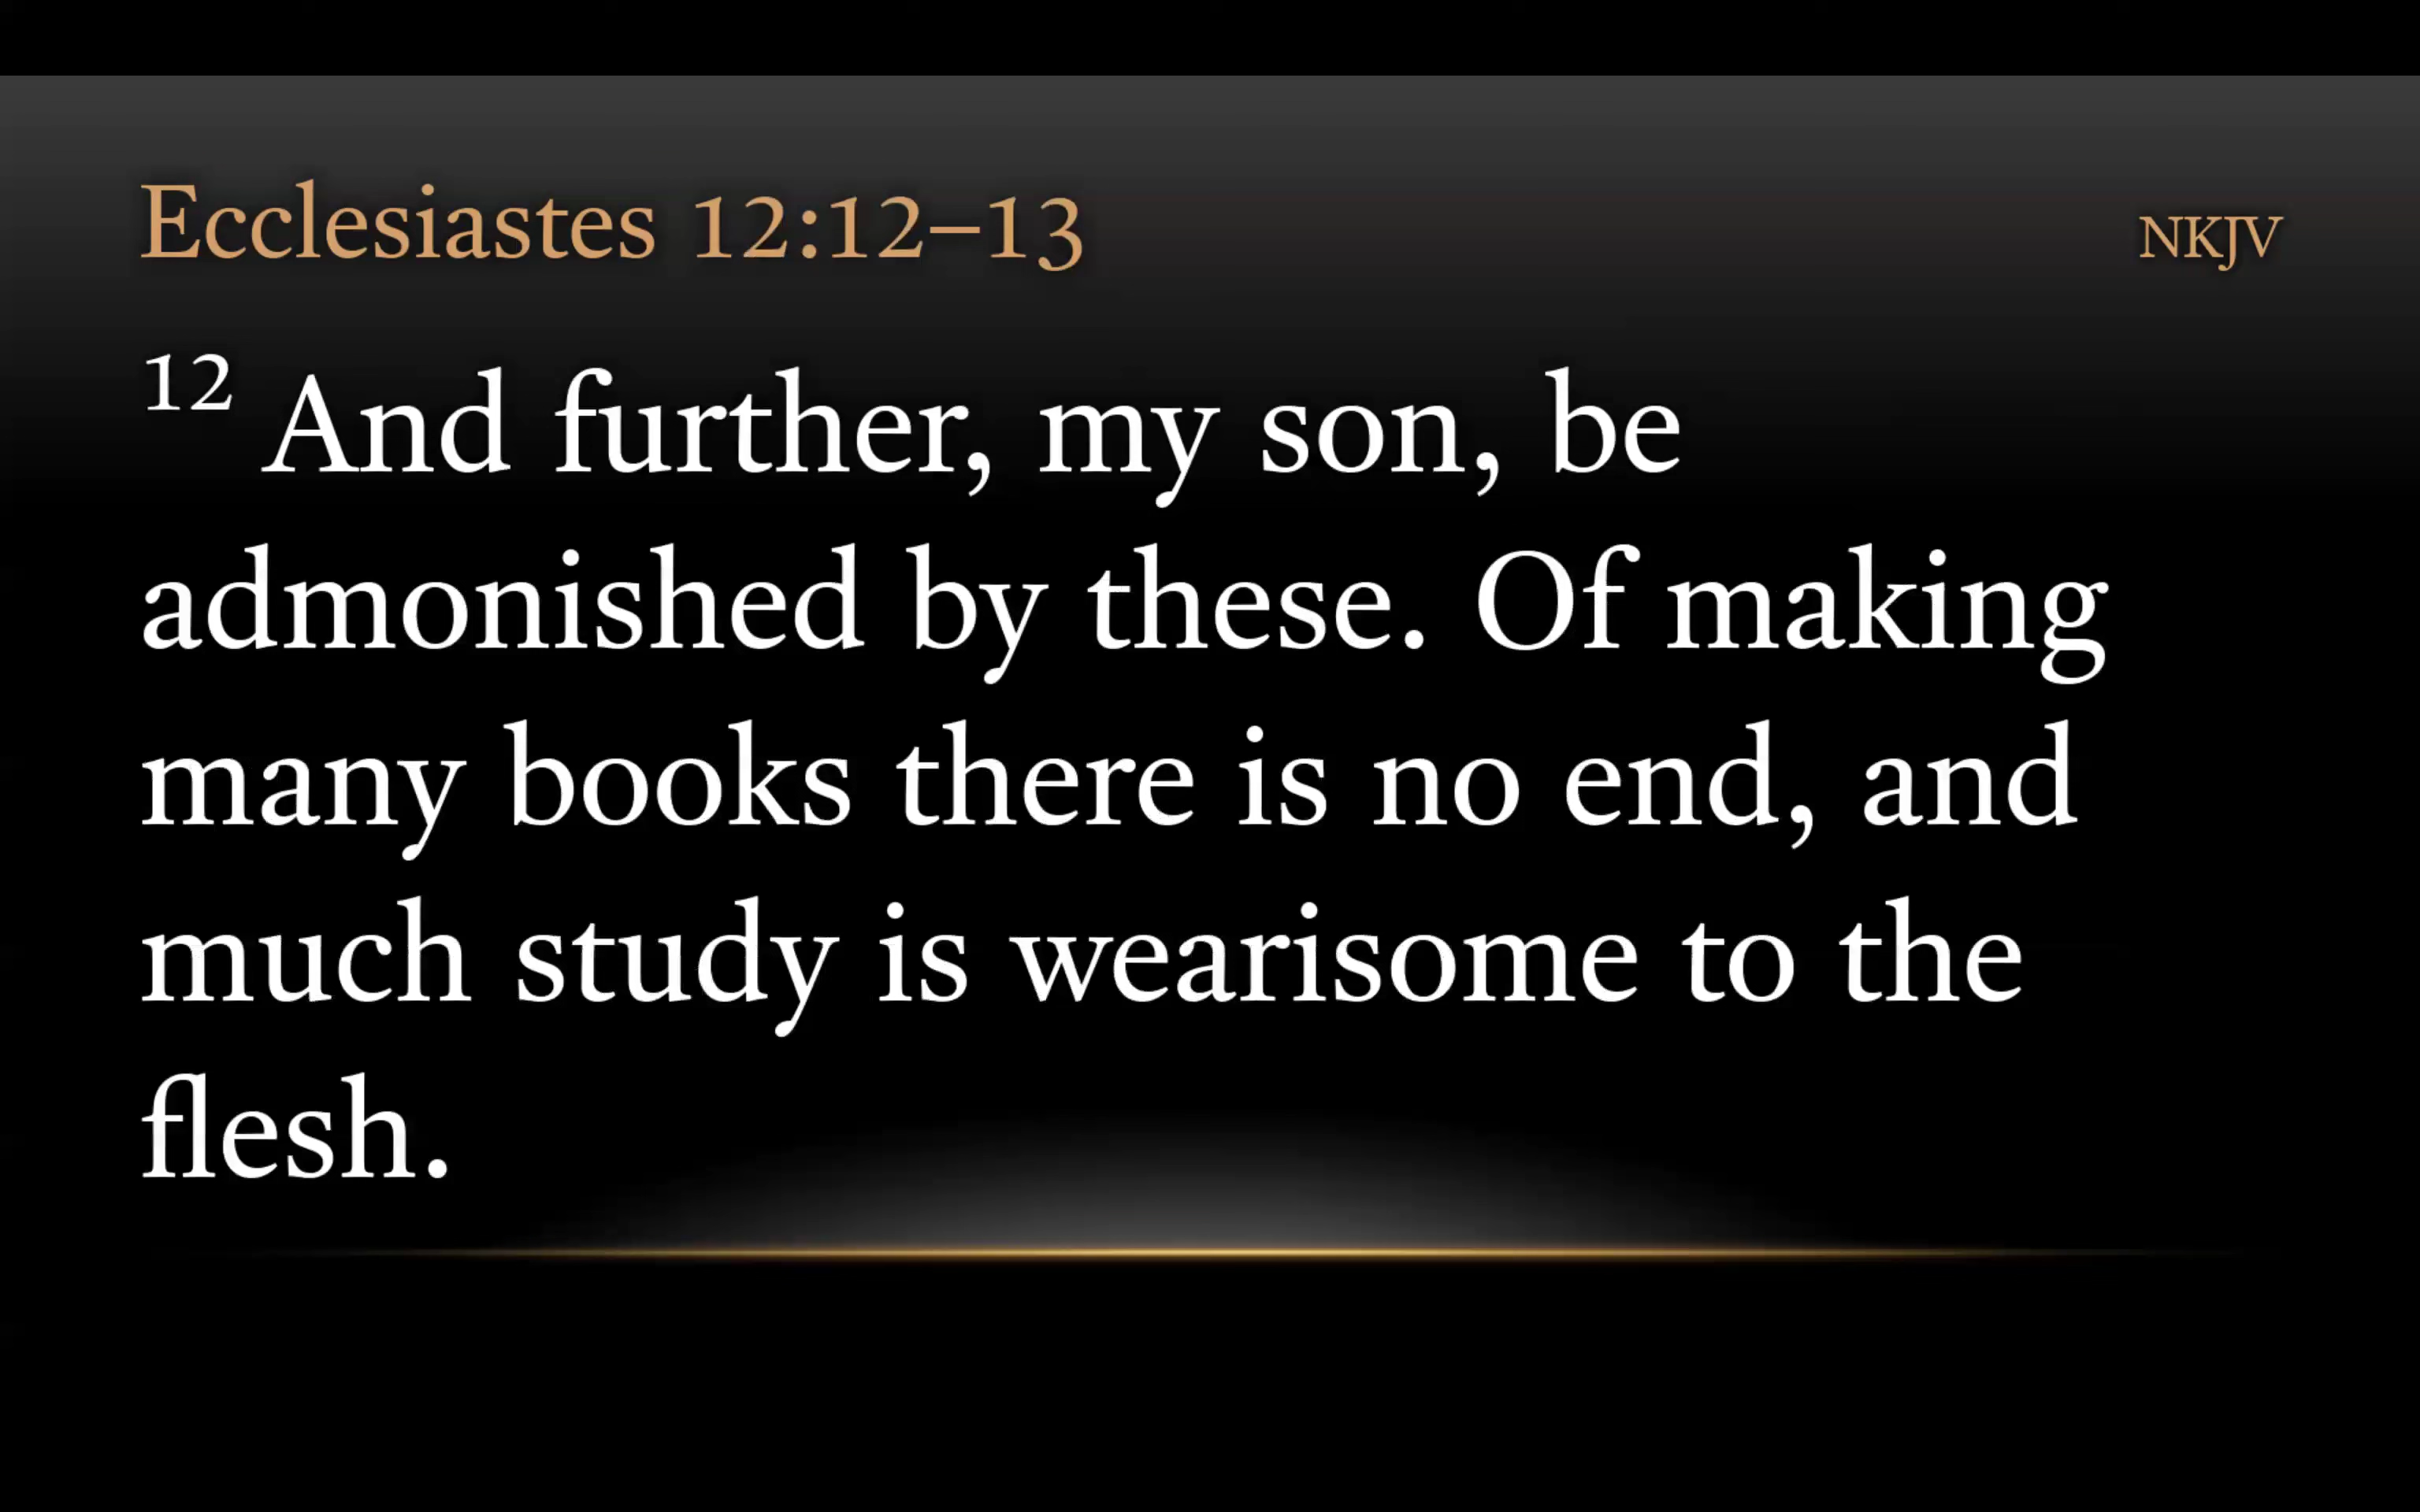 Ecclesiastes 12:12–13 NKJV
12 And further, my son, be
admonished by these. Of making
many books there is no end, and
much study is wearisome to the
flesh.